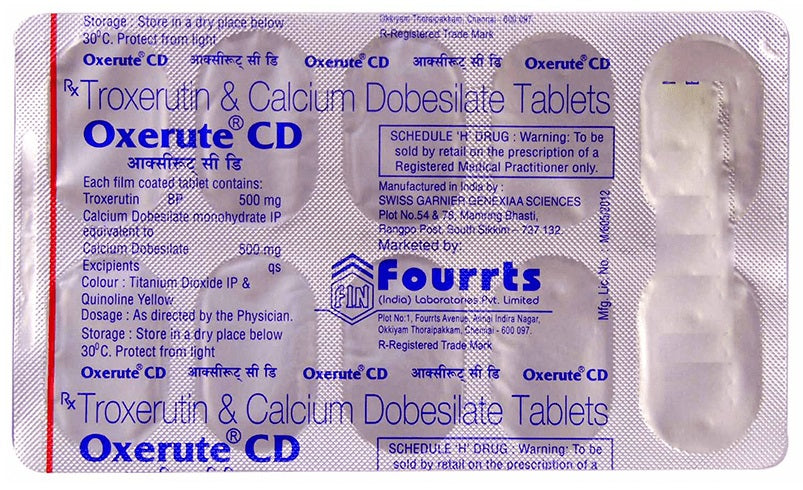 Storage : Store in a dry place below
30°C. Protect from light
Okkiyam Thoraipakkam, Chennai - 600 097.
R-Registered Trade Mark
Oxerute® CD आक्सीरूट् सी डि Oxerute® CD आक्सीरूट् सी डि Oxerute® CD
Rx Troxerutin & Calcium Dobesilate Tablets
Oxerute® CD
आक्सीरूट् सी डि
SCHEDULE 'H' DRUG : Warning: To be
sold by retail on the prescription of a
Registered Medical Practitioner only.
Each film coated tablet contains:
Troxerutin BP 500 mg
Calcium Dobesilate monohydrate IP
equivalent to
Calcium Dobesilate 500 mg
Excipients qs
Colour : Titanium Dioxide IP &
Quinoline Yellow
Dosage : As directed by the Physician.
Storage : Store in a dry place below
30°C. Protect from light
Manufactured in India by :
SWISS GARNIER GENEXIAA SCIENCES
Plot No.54 & 78, Mamring Bhasti,
Rangpo Post, South Sikkim - 737 132.
Marketed by:
FIN
Fourrts
(India) Laboratories Pvt. Limited
Plot No:1, Fourrts Avenue, Annai Indira Nagar,
Okkiyam Thoraipakkam, Chennai - 600 097.
R-Registered Trade Mark
Mfg. Lic. No. M/605/2012
Oxerute® CD आक्सीरूट् सी डि Oxerute® CD आक्सीरूट् सी डि Oxerute® CD
Rx Troxerutin & Calcium Dobesilate Tablets
Oxerute® CD
SCHEDULE 'H' DRUG : Warning: To be
sold by retail on the prescription of a